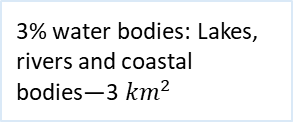 3% water bodies: Lakes,
rivers and coastal
bodies—3 km²